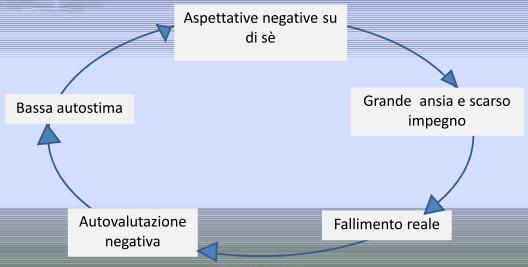 Aspettative negative su
di sè
Grande ansia e scarso
impegno
Fallimento reale
Autovalutazione
negativa
Bassa autostima